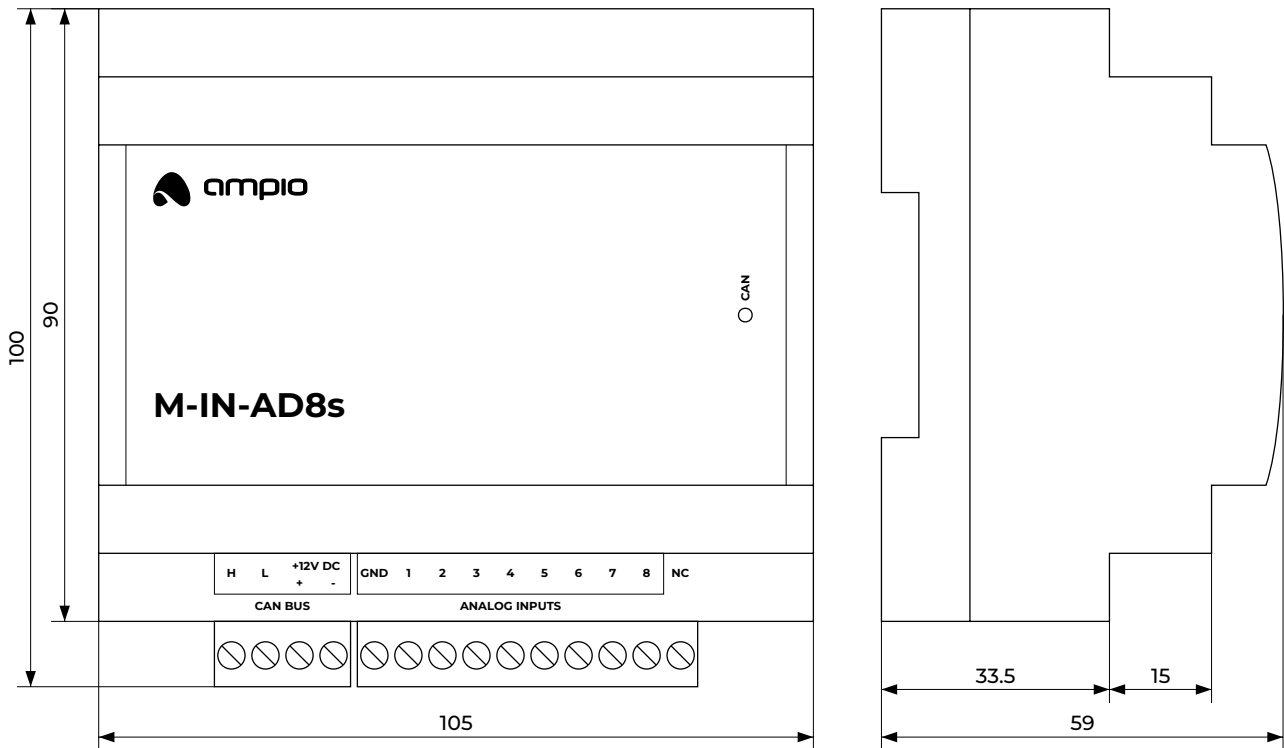 ampio
CAN
M-IN-AD8s
100
90
H L +12V DC + -
GND 1 2 3 4 5 6 7 8 NC
CAN BUS
ANALOG INPUTS
33.5
15
105
59